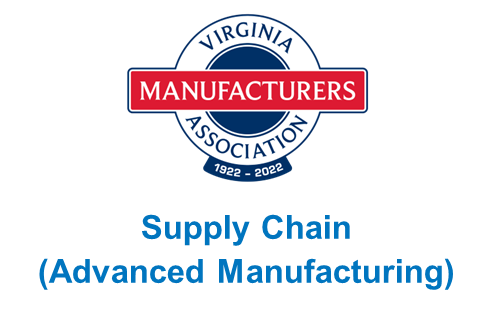 VIRGINIA
MANUFACTURERS
ASSOCIATION
1922 - 2022
Supply Chain
(Advanced Manufacturing)